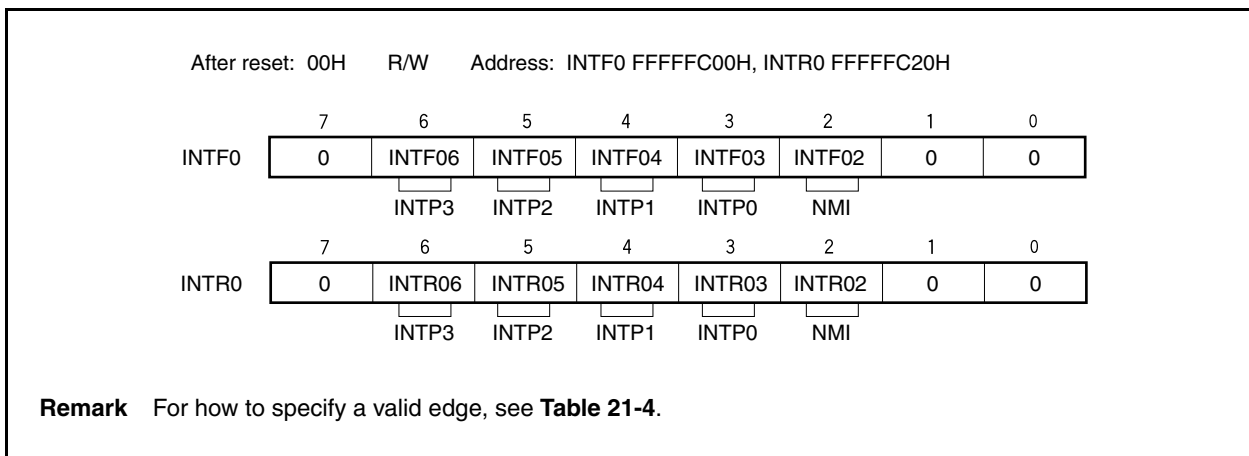 After reset: 00H R/W Address: INTF0 FFFFFC00H, INTR0 FFFFFC20H
7 6 5 4 3 2 1 0
INTF0 0 INTF06 INTF05 INTF04 INTF03 INTF02 0 0
INTP3 INTP2 INTP1 INTP0 NMI
7 6 5 4 3 2 1 0
INTR0 0 INTR06 INTR05 INTR04 INTR03 INTR02 0 0
INTP3 INTP2 INTP1 INTP0 NMI
Remark For how to specify a valid edge, see Table 21-4.